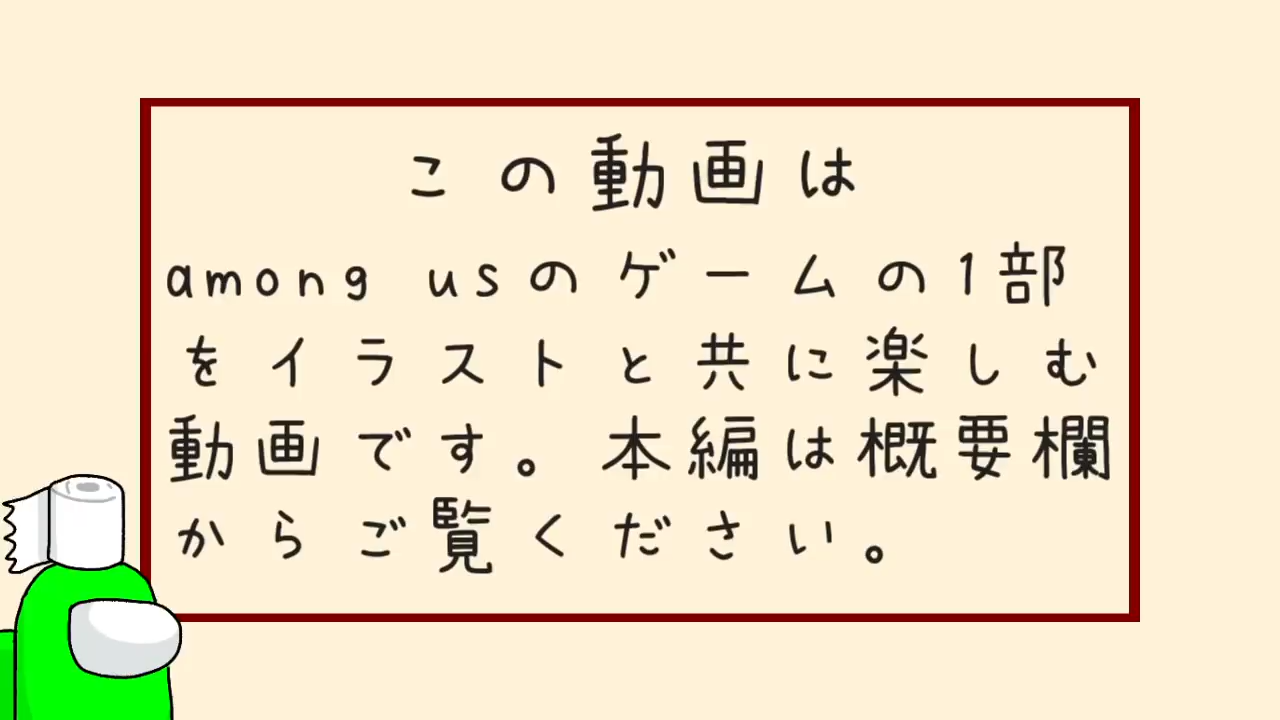 この動画は
among usのゲームの1部
をイラストと共に楽しむ
動画です。本編は概要欄
からご覧ください。